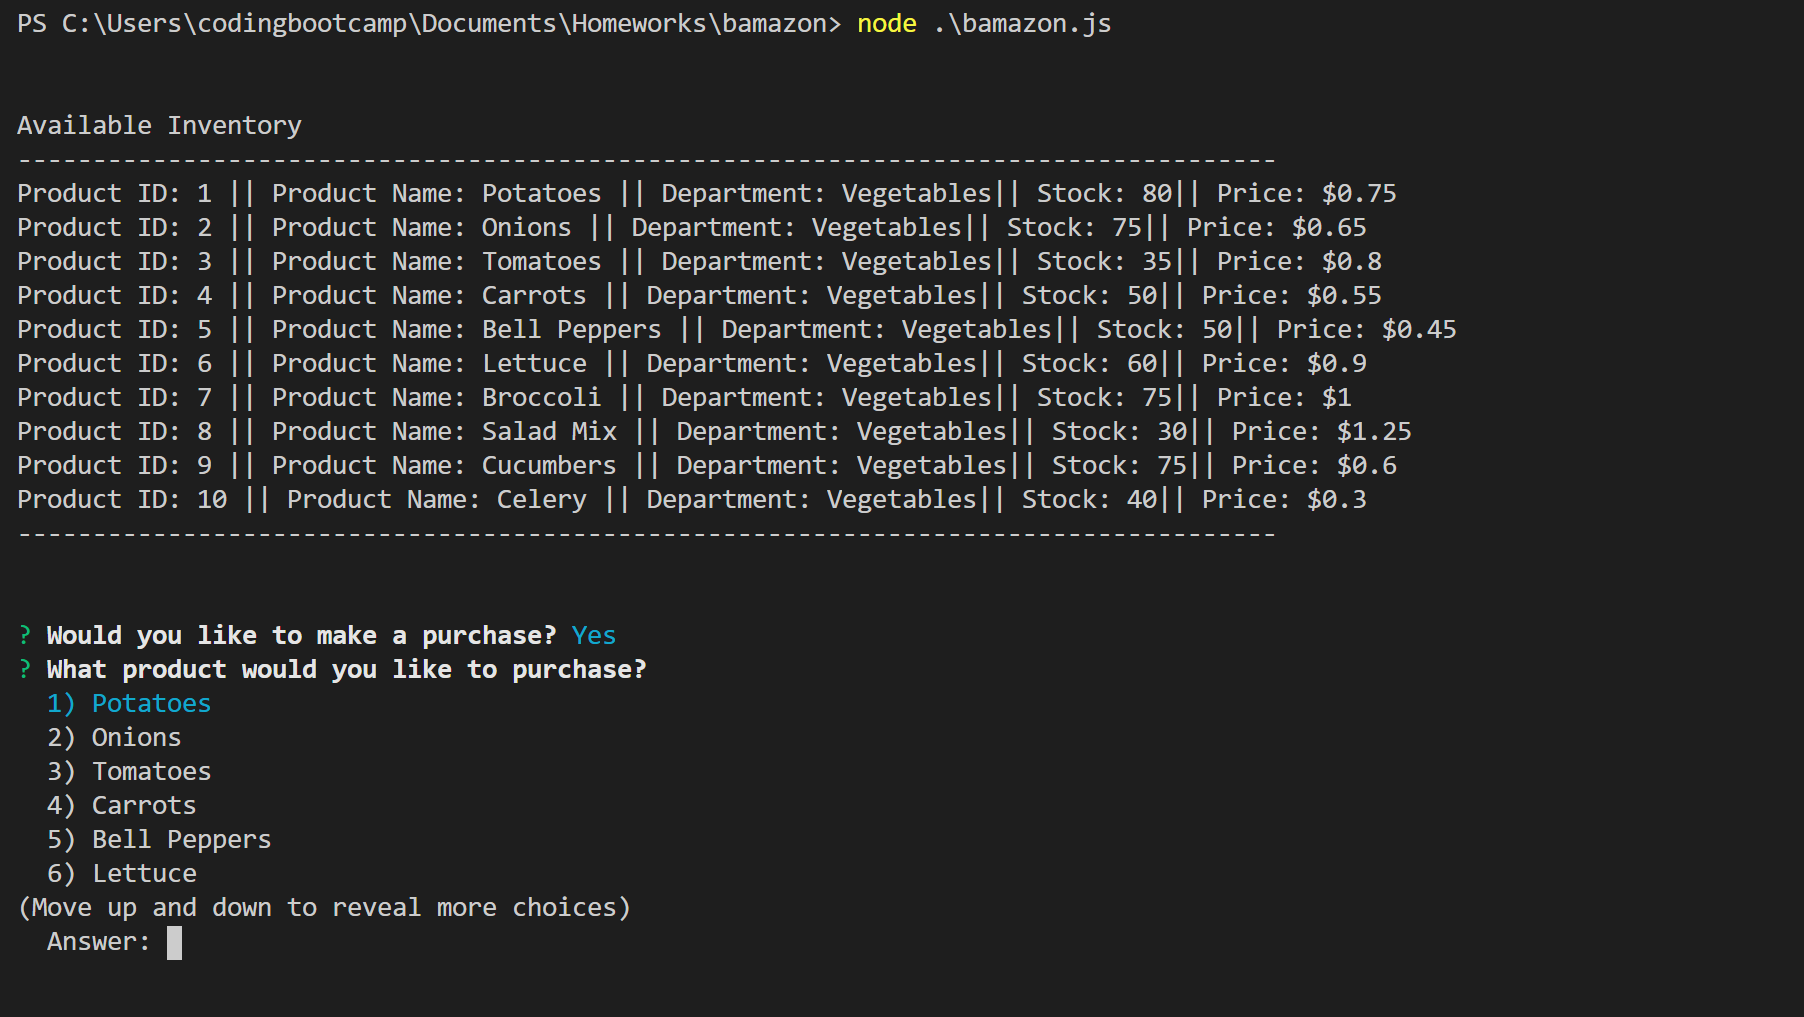 PS C:\Users\codingbootcamp\Documents\Homeworks\bamazon> node .\bamazon.js
Available Inventory
------------------------------------------------------------------------------------
Product ID: 1 || Product Name: Potatoes || Department: Vegetables|| Stock: 80|| Price: $0.75
Product ID: 2 || Product Name: Onions || Department: Vegetables|| Stock: 75|| Price: $0.65
Product ID: 3 || Product Name: Tomatoes || Department: Vegetables|| Stock: 35|| Price: $0.8
Product ID: 4 || Product Name: Carrots || Department: Vegetables|| Stock: 50|| Price: $0.55
Product ID: 5 || Product Name: Bell Peppers || Department: Vegetables|| Stock: 50|| Price: $0.45
Product ID: 6 || Product Name: Lettuce || Department: Vegetables|| Stock: 60|| Price: $0.9
Product ID: 7 || Product Name: Broccoli || Department: Vegetables|| Stock: 75|| Price: $1
Product ID: 8 || Product Name: Salad Mix || Department: Vegetables|| Stock: 30|| Price: $1.25
Product ID: 9 || Product Name: Cucumbers || Department: Vegetables|| Stock: 75|| Price: $0.6
Product ID: 10 || Product Name: Celery || Department: Vegetables|| Stock: 40|| Price: $0.3
------------------------------------------------------------------------------------
? Would you like to make a purchase? Yes
? What product would you like to purchase?
  1) Potatoes
  2) Onions
  3) Tomatoes
  4) Carrots
  5) Bell Peppers
  6) Lettuce
(Move up and down to reveal more choices)
  Answer: